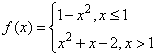 f(x) = { 1−x², x ≤ 1
x² + x − 2, x > 1